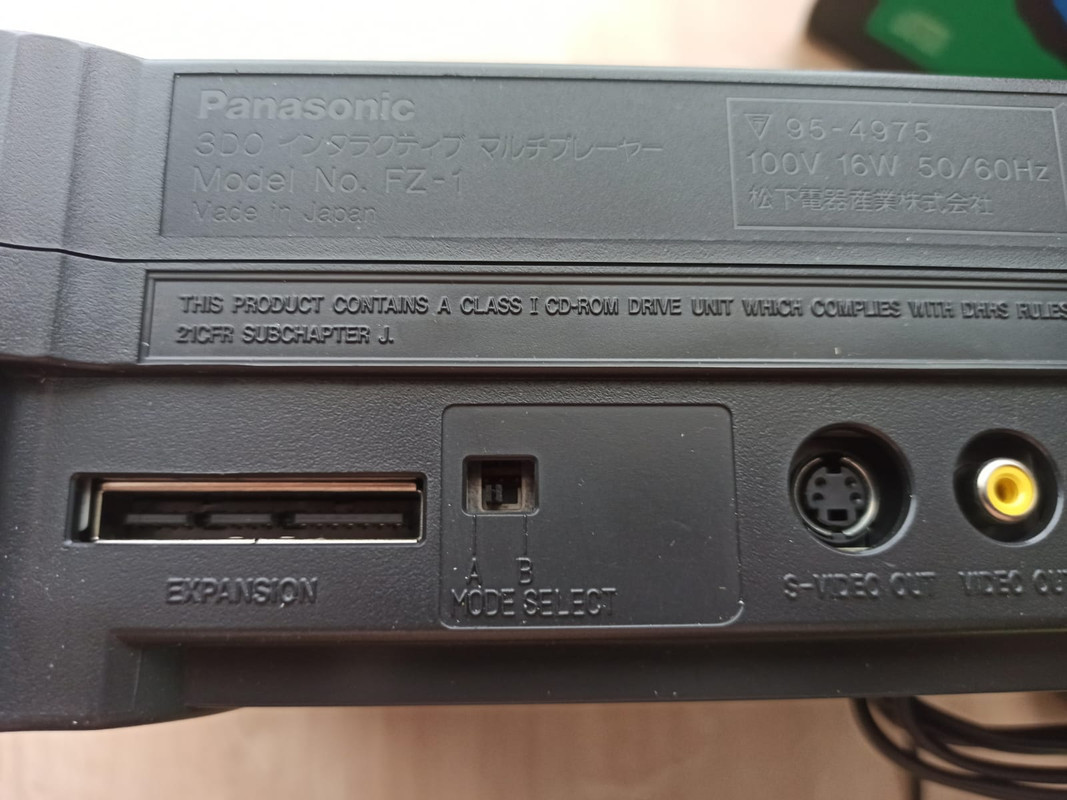 Panasonic
3DO インタラクティブ マルチプレーヤー
Model No. FZ-1
Made in Japan
95-4975
100V 16W 50/60Hz
松下電器産業株式会社
THIS PRODUCT CONTAINS A CLASS I CD-ROM DRIVE UNIT WHICH COMPLIES WITH DHHS RULES
21CFR SUBCHAPTER J.
EXPANSION
A B
MODE SELECT
S-VIDEO OUT
VIDEO OU